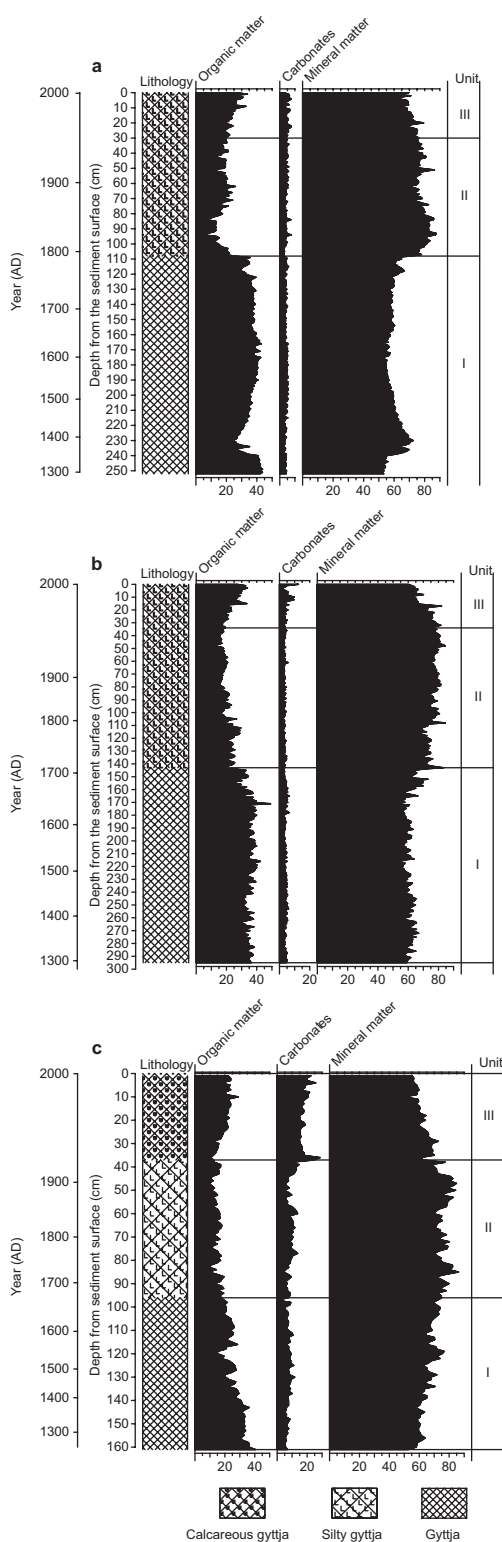 a
Organic matter
Carbonates
Mineral matter
Lithology
Unit
Year (AD)
2000
1900
1800
1700
1600
1500
1400
1300
Depth from the sediment surface (cm)
0
10
20
30
40
50
60
70
80
90
100
110
120
130
140
150
160
170
180
190
200
210
220
230
240
250
III
II
I
20 40 20 40 60 80
b
Organic matter
Carbonates
Mineral matter
Lithology
Unit
Year (AD)
2000
1900
1800
1700
1600
1500
1400
1300
Depth from the sediment surface (cm)
0
10
20
30
40
50
60
70
80
90
100
110
120
130
140
150
160
170
180
190
200
210
220
230
240
250
260
270
280
290
300
III
II
I
20 40 20 20 40 60 80
c
Organic matter
Carbonates
Mineral matter
Lithology
Unit
Year (AD)
2000
1900
1800
1700
1600
1500
1400
1300
Depth from sediment surface (cm)
0
10
20
30
40
50
60
70
80
90
100
110
120
130
140
150
160
III
II
I
20 40 20 20 40 60 80
Calcareous gyttja Silty gyttja Gyttja